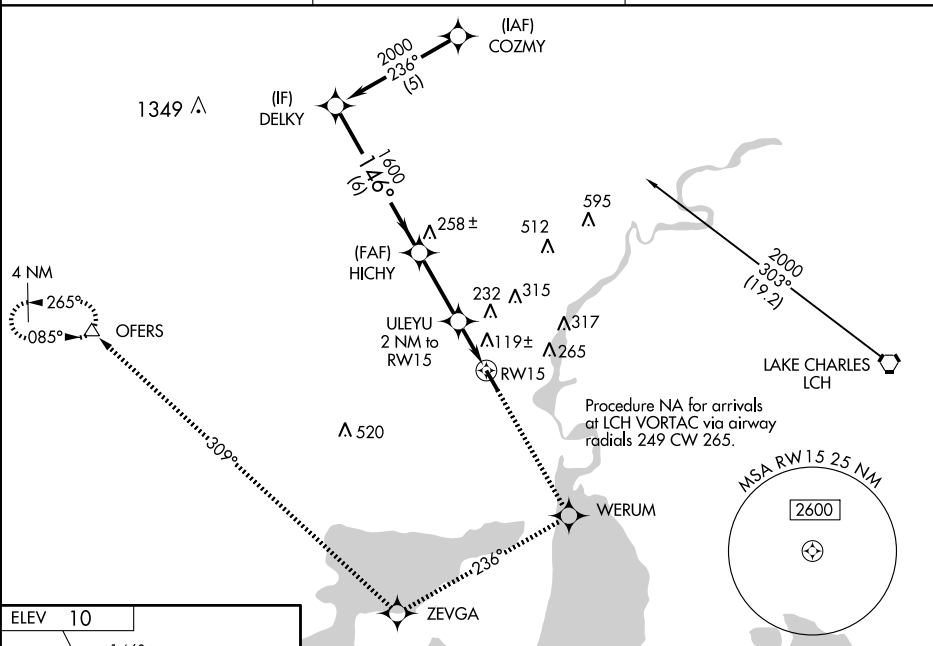 (IAF)
COZMY
2000
236°
(5)
(IF)
DELKY
1349
1600
146°
(6)
595
512
258 ±
(FAF)
HICHY
2000
303°
(19.2)
4 NM
265°
085°
OFERS
232
315
ULEYU
2 NM to
RW15
119±
317
265
RW15
LAKE CHARLES
LCH
Procedure NA for arrivals
at LCH VORTAC via airway
radials 249 CW 265.
520
309°
MSA RW15 25 NM
2600
WERUM
236°
ZEVGA
ELEV 10